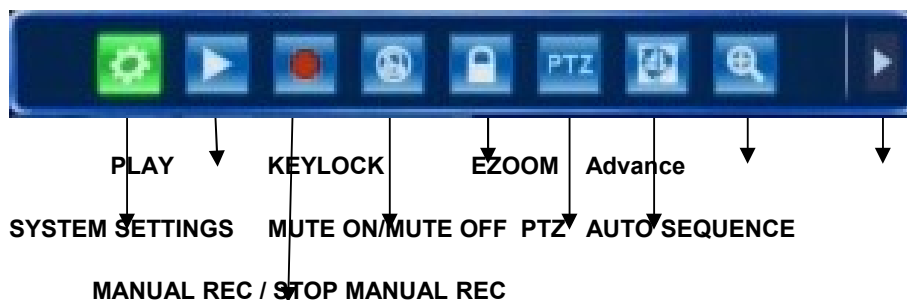 PTZ
PLAY KEYLOCK EZOOM Advance
SYSTEM SETTINGS MUTE ON/MUTE OFF PTZ AUTO SEQUENCE
MANUAL REC / STOP MANUAL REC